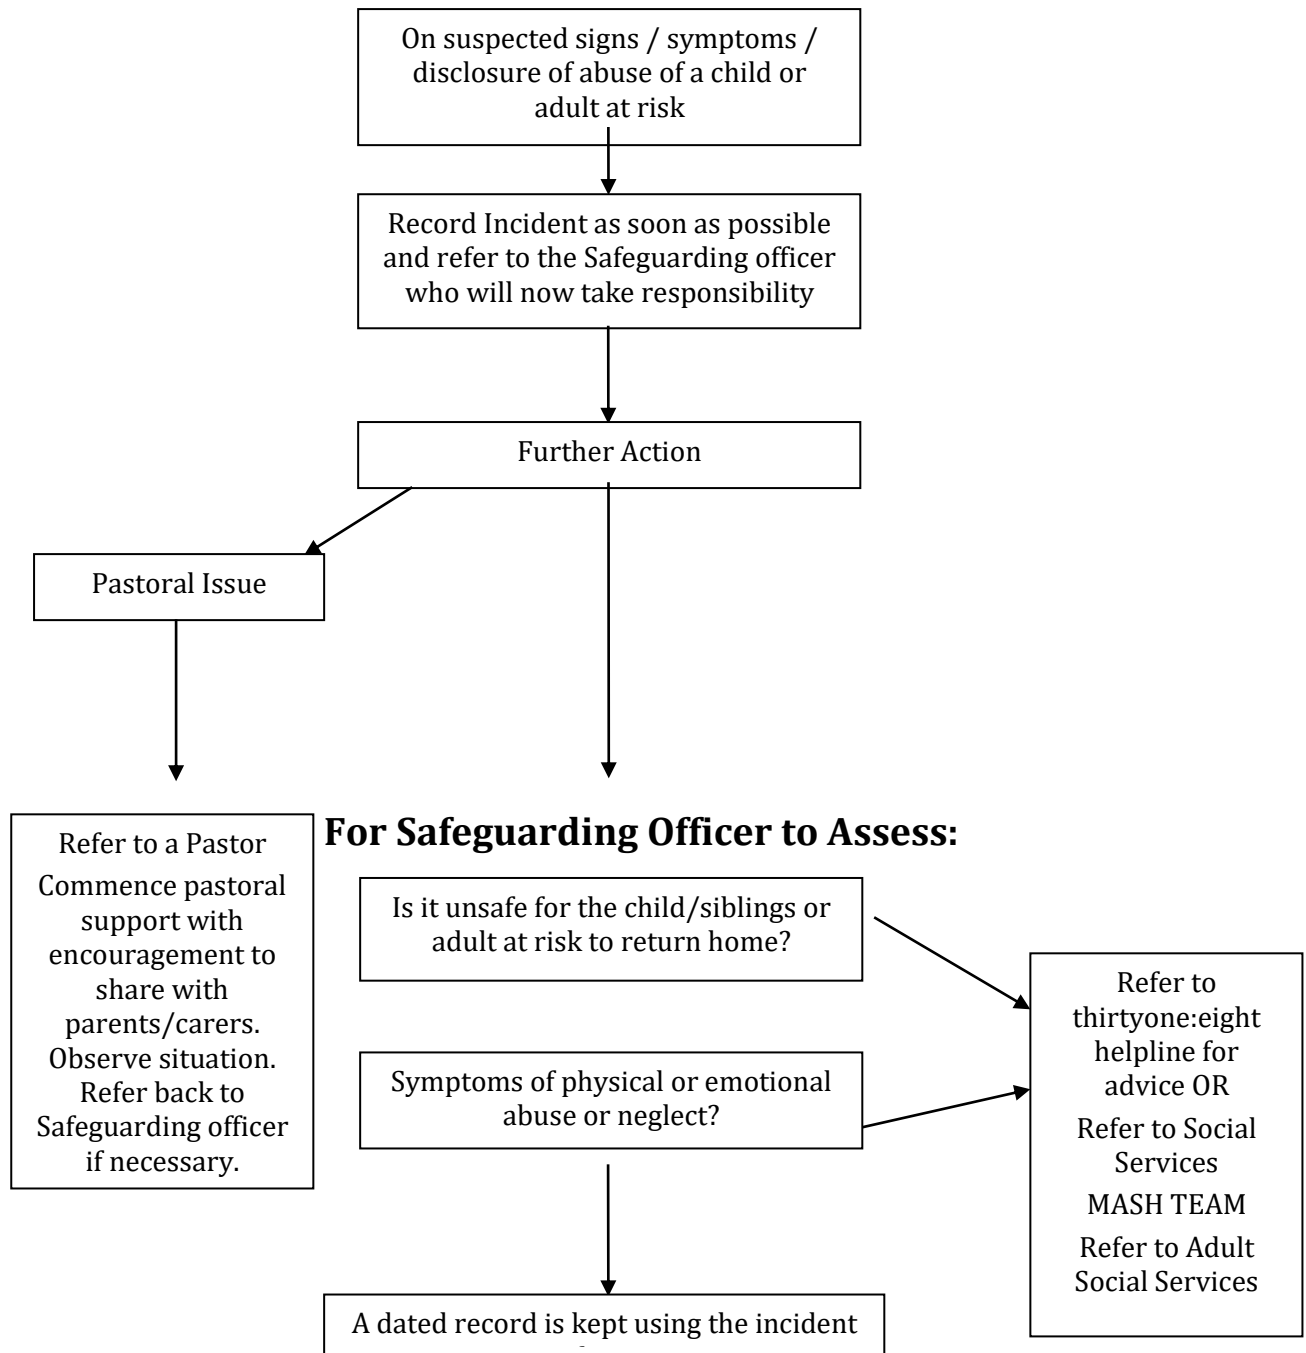 On suspected signs / symptoms /
disclosure of abuse of a child or
adult at risk
Record Incident as soon as possible
and refer to the Safeguarding officer
who will now take responsibility
Further Action
Pastoral Issue
Refer to a Pastor
Commence pastoral
support with
encouragement to
share with
parents/carers.
Observe situation.
Refer back to
Safeguarding officer
if necessary.
For Safeguarding Officer to Assess:
Is it unsafe for the child/siblings or
adult at risk to return home?
Symptoms of physical or emotional
abuse or neglect?
Refer to
thirtyone:eight
helpline for
advice OR
Refer to Social
Services
MASH TEAM
Refer to Adult
Social Services
A dated record is kept using the incident